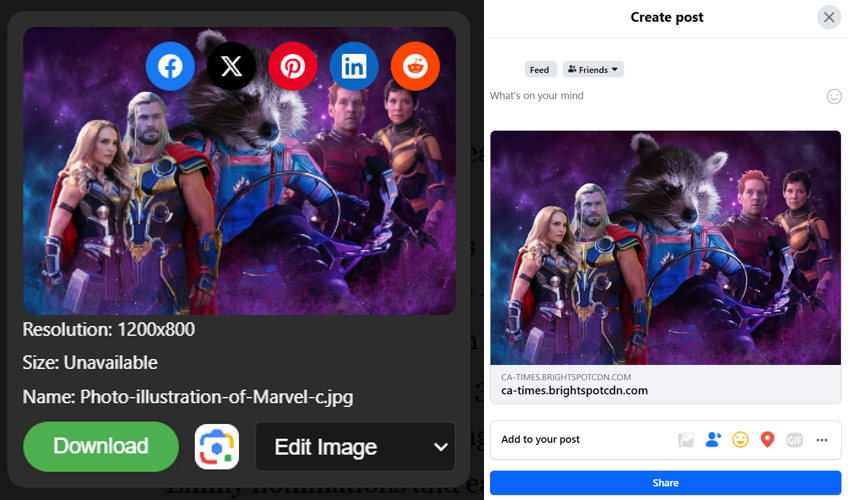 Resolution: 1200x800
Size: Unavailable
Name: Photo-illustration-of-Marvel-c.jpg
Download
Edit Image
Create post
Feed
Friends
What's on your mind
CA-TIMES.BRIGHTSPOTCDN.COM
ca-times.brightspotcdn.com
Add to your post
GIF
Share